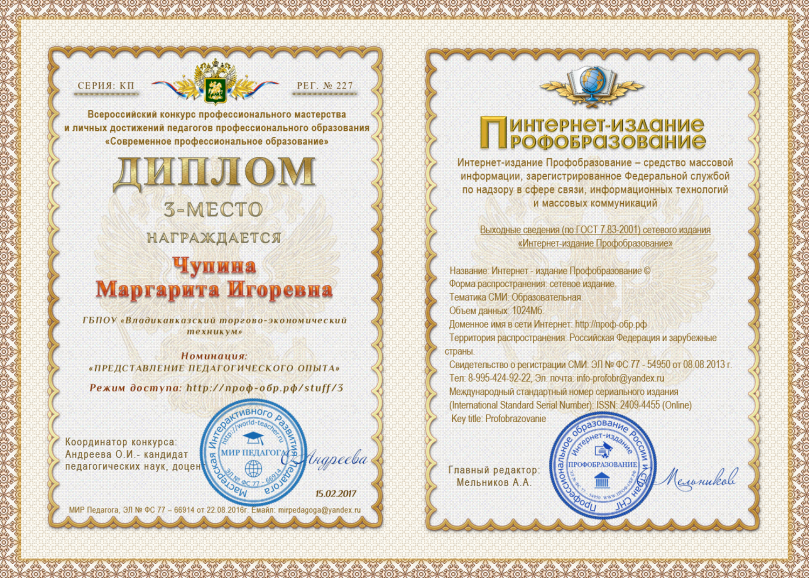 СЕРИЯ: КП
РЕГ. № 227
Всероссийский конкурс профессионального мастерства
и личных достижений педагогов профессионального образования
«Современное профессиональное образование»
ДИПЛОМ
3-МЕСТО
НАГРАЖДАЕТСЯ
Чупина
Маргарита Игоревна
ГБПОУ «Владикавказский торгово-экономический
техникум»
Номинация:
«ПРЕДСТАВЛЕНИЕ ПЕДАГОГИЧЕСКОГО ОПЫТА»
Режим доступа: http://проф-обр.рф/stuff/3
Координатор конкурса:
Андреева О.И.- кандидат
педагогических наук, доцент
Мастерская Интерактивного Развития Педагога
http://world-teacher.ru
МИР ПЕДАГОГА
ЭЛ № ФС 77 - 66914
Андреева
15.02.2017
МИР Педагога, ЭЛ № ФС 77 – 66914 от 22.08.2016г. Емайл: mirpedagoga@yandex.ru
ИНТЕРНЕТ-ИЗДАНИЕ
ПРОФОБРАЗОВАНИЕ
Интернет-издание Профобразование – средство массовой
информации, зарегистрированное Федеральной службой
по надзору в сфере связи, информационных технологий
и массовых коммуникаций
Выходные сведения (по ГОСТ 7.83-2001) сетевого издания
«Интернет-издание Профобразование»
Название: Интернет - издание Профобразование ©
Форма распространения: сетевое издание.
Тематика СМИ: Образовательная
Объем данных: 1024Мб.
Доменное имя в сети Интернет: http://проф-обр.рф
Территория распространения: Российская Федерация и зарубежные
страны.
Свидетельство о регистрации СМИ: ЭЛ № ФС 77 - 54950 от 08.08.2013 г.
Тел: 8-995-424-92-22, Эл. почта: info-profobr@yandex.ru
Международный стандартный номер сериального издания
(International Standard Serial Number): ISSN: 2409-4455 (Online)
Key title: Profobrazovanie
Главный редактор:
Мельников А.А.
Профессиональное образование России и стран СНГ
Интернет-издание
ПРОФОБРАЗОВАНИЕ
Мельников